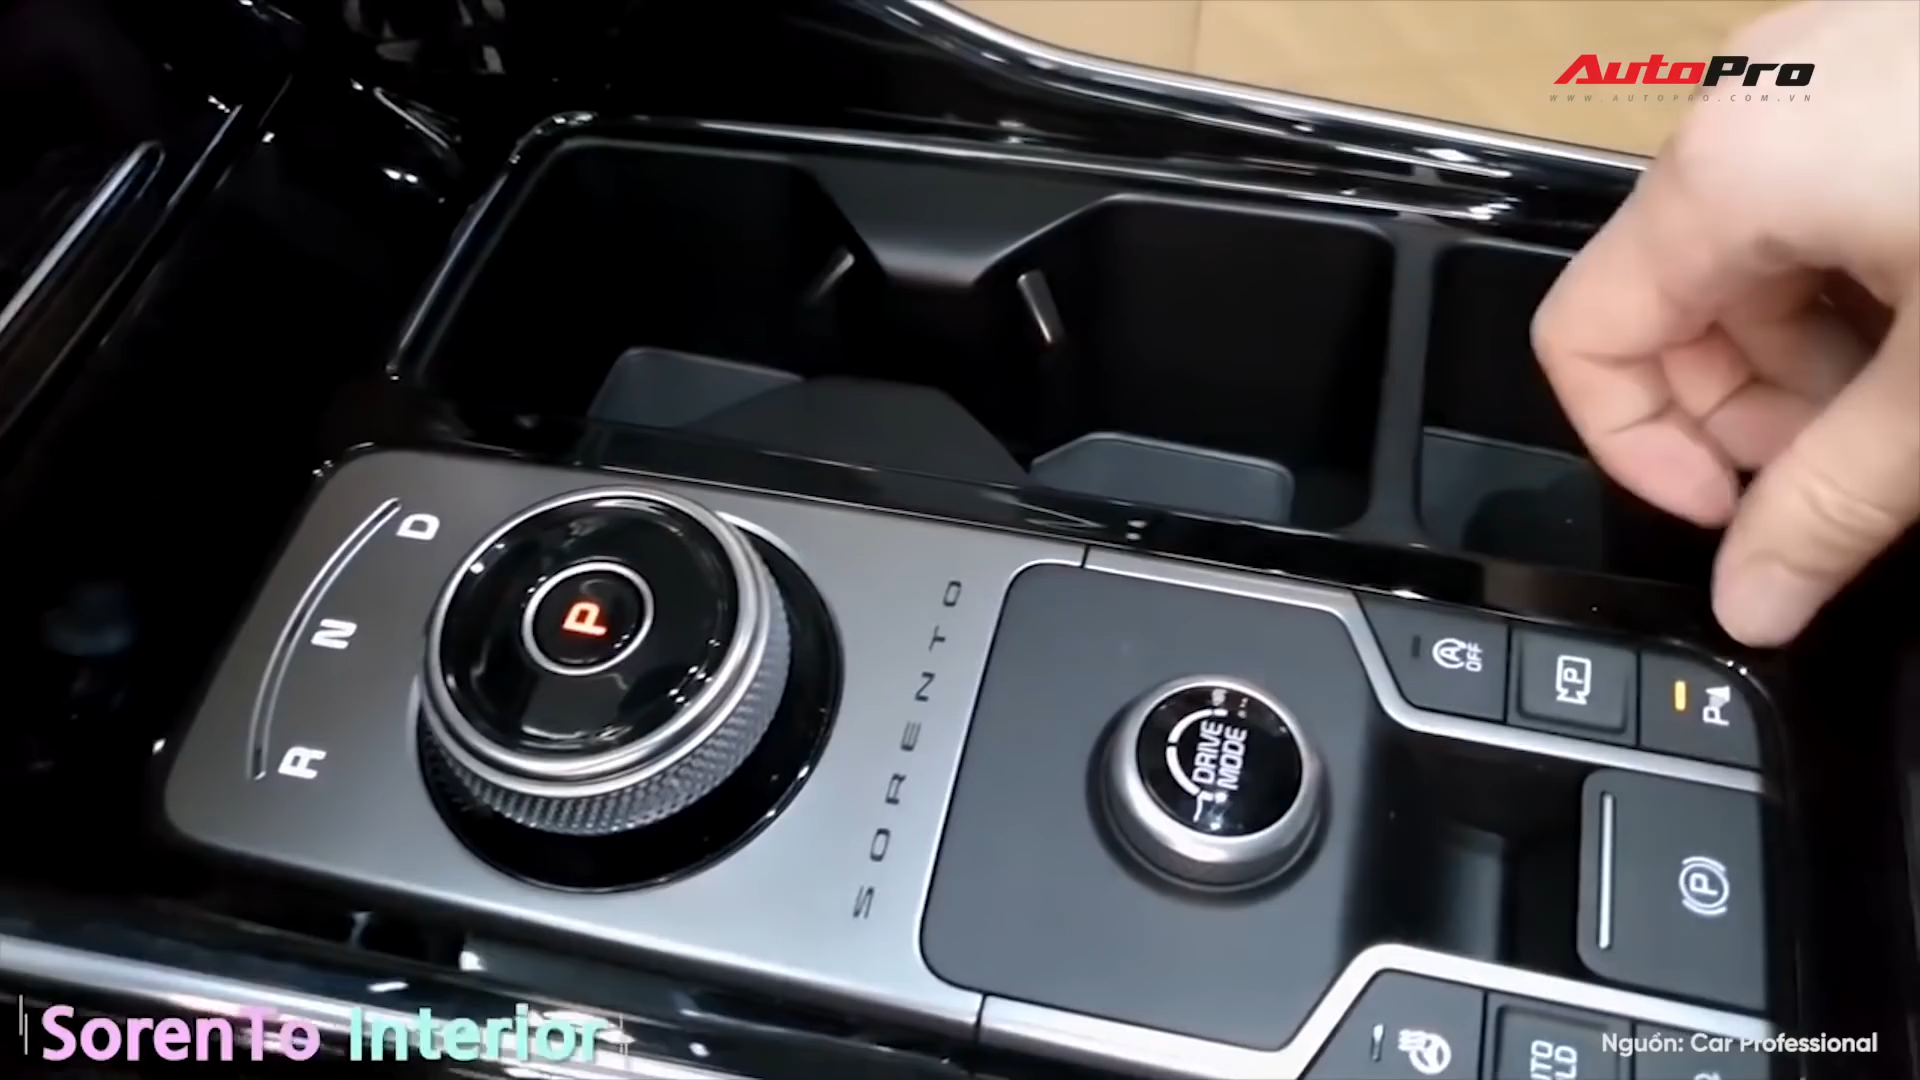 AutoPro
WWW.AUTOPRO.COM.VN
D
N
R
P
SORENTO
DRIVE
MODE
A
OFF
P
P
P
SorenTo Interior
Nguồn: Car Professional